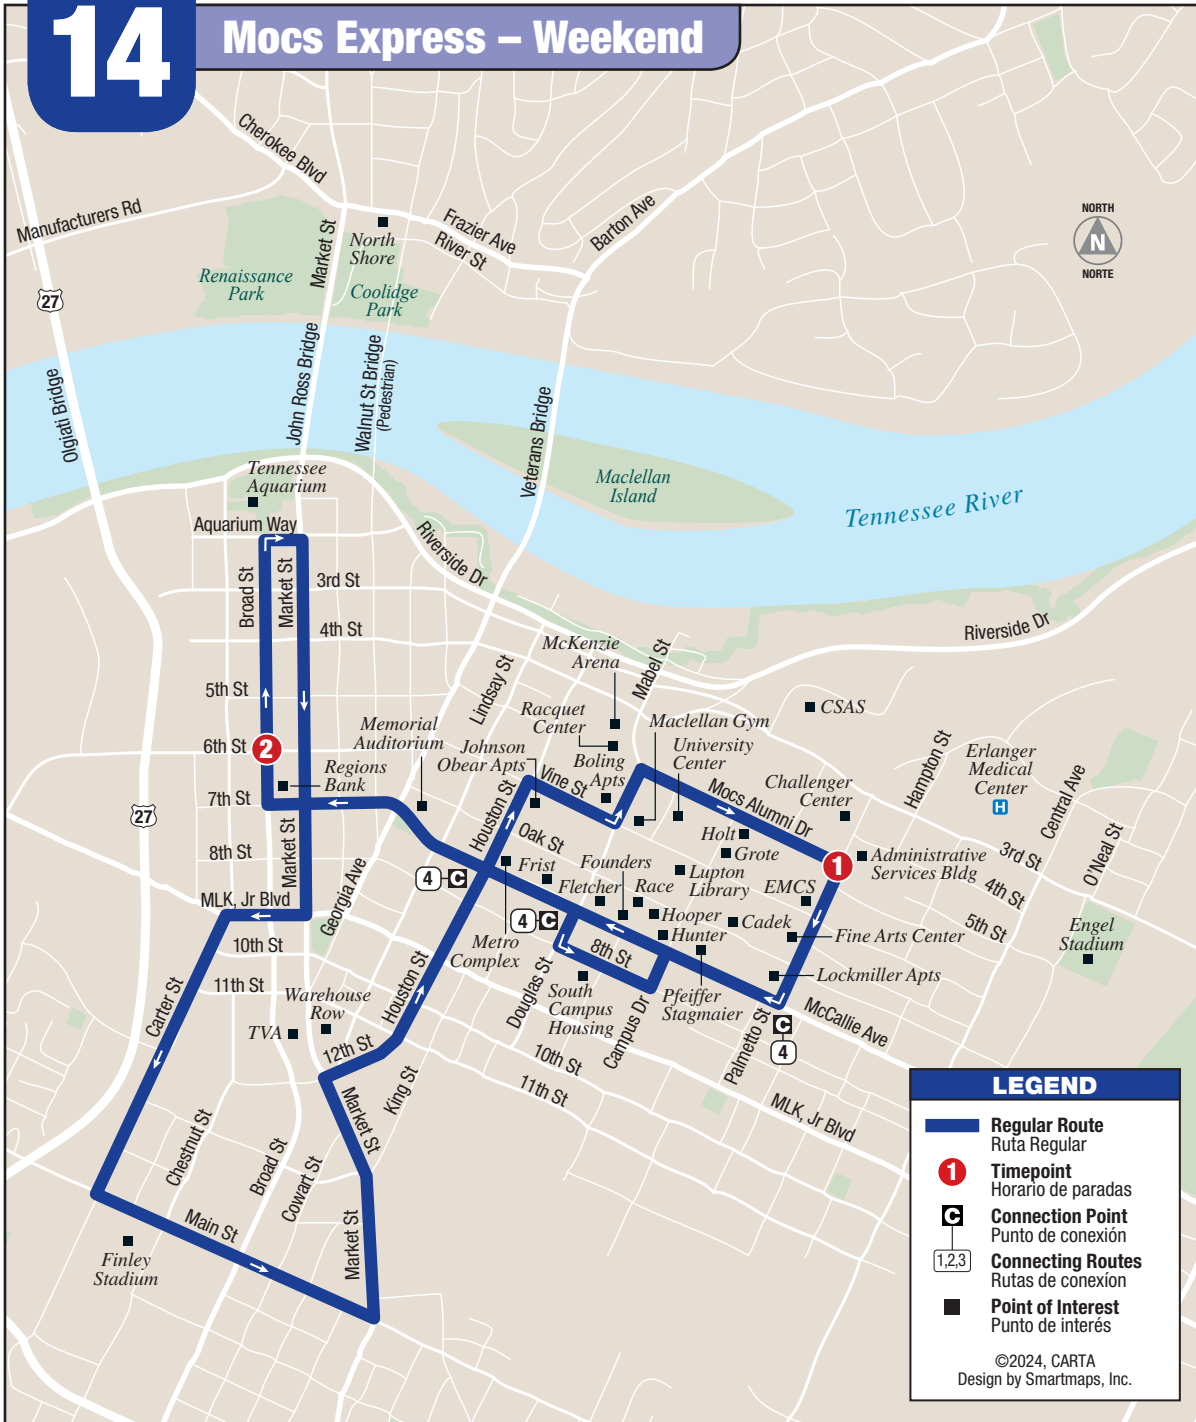 14
Mocs Express – Weekend
Cherokee Blvd
Manufacturers Rd
Market St
North
Shore
Frazier Ave
River St
Barton Ave
NORTH
N
NORTE
Renaissance
Park
Coolidge
Park
27
Olgiati Bridge
John Ross Bridge
Walnut St Bridge
(Pedestrian)
Veterans Bridge
Maclellan
Island
Tennessee River
Tennessee
Aquarium
Aquarium Way
Riverside Dr
Riverside Dr
Broad St
Market St
3rd St
4th St
5th St
6th St
2
7th St
Regions
Bank
27
8th St
Market St
MLK, Jr Blvd
10th St
11th St
Georgia Ave
Memorial
Auditorium
Lindsay St
Johnson
Obear Apts
Racquet
Center
McKenzie
Arena
Mabel St
Maclellan Gym
University
Center
Boling
Apts
Vine St
Houston St
Oak St
Mocs Alumni Dr
CSAS
Challenger
Center
Hampton St
Erlanger
Medical
Center
H
Central Ave
O'Neal St
3rd St
4th St
5th St
Engel
Stadium
1
Administrative
Services Bldg
Holt
Grote
Lupton
Library
EMCS
Founders
Frist
Fletcher
Race
Hooper
Hunter
Cadek
Fine Arts Center
Lockmiller Apts
4
C
4
C
Metro
Complex
8th St
Douglas St
South
Campus
Housing
Campus Dr
Pfeiffer
Stagmaier
Palmetto St
C
4
McCallie Ave
10th St
11th St
MLK, Jr Blvd
Carter St
Warehouse
Row
TVA
12th St
Houston St
King St
Market St
Chestnut St
Broad St
Cowart St
Main St
Market St
Finley
Stadium
LEGEND
Regular Route
Ruta Regular
1
Timepoint
Horario de paradas
C
Connection Point
Punto de conexión
1,2,3
Connecting Routes
Rutas de conexíon
Point of Interest
Punto de interés
©2024, CARTA
Design by Smartmaps, Inc.